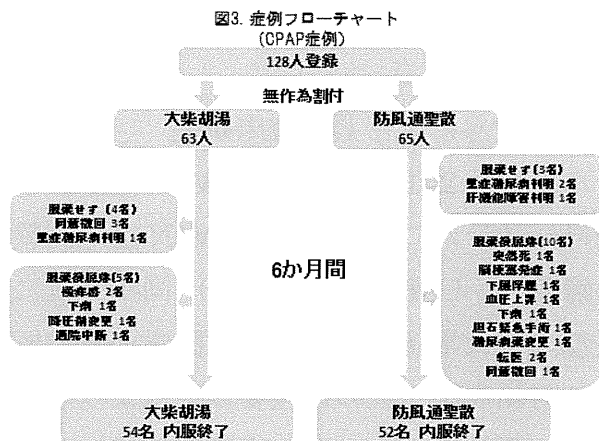 図3. 症例フローチャート
(CPAP症例)
128人登録
無作為割付
大柴胡湯
63人
防風通聖散
65人
服薬せず(4名)
同意撤回 3名
重症糖尿病判明 1名
服薬後脱落(5名)
倦怠感 2名
下痢 1名
降圧剤変更 1名
通院中断 1名
6か月間
服薬せず(3名)
重症糖尿病判明 2名
肝機能障害判明 1名
服薬後脱落(10名)
突然死 1名
脳梗塞発症 1名
下腿浮腫 1名
血圧上昇 1名
下痢 1名
胆石緊急手術 1名
糖尿病薬変更 1名
転医 2名
同意撤回 1名
大柴胡湯
54名 内服終了
防風通聖散
52名 内服終了